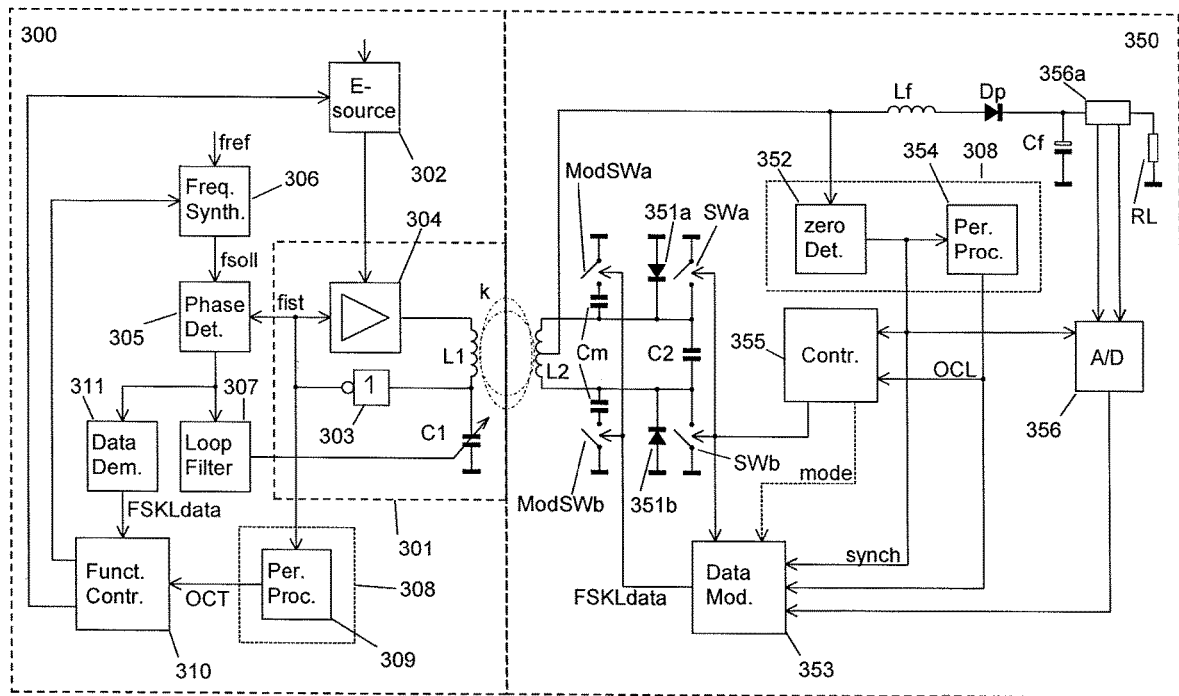 300
350
E-
source
302
fref
Freq.
Synth.
306
fsoll
Phase
Det.
305
fist
304
k
L1
L2
1
303
C1
311
307
Data
Dem.
Loop
Filter
FSKLdata
301
Funct.
Contr.
OCT
Per.
Proc.
308
309
310
Lf
Dp
356a
Cf
RL
352
354
308
zero
Det.
Per.
Proc.
ModSWa
351a
SWa
Cm
C2
355
Contr.
OCL
A/D
356
ModSWb
351b
SWb
mode
synch
FSKLdata
Data
Mod.
353